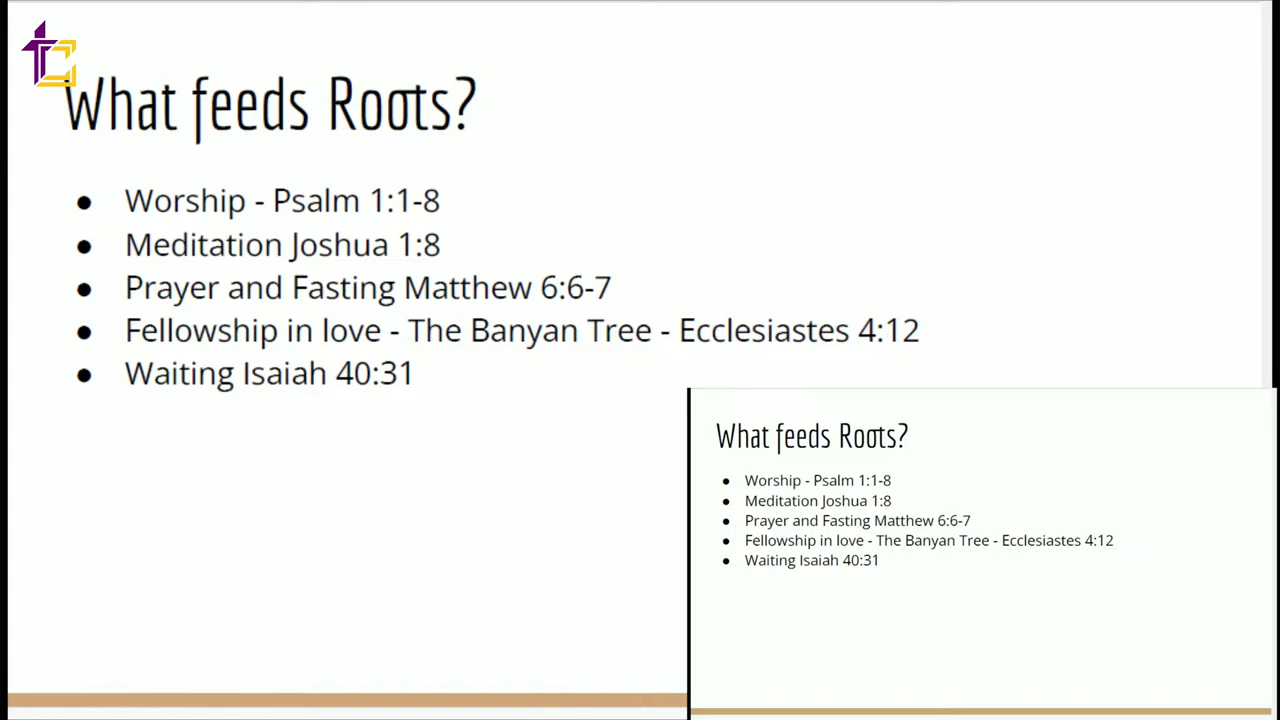 What feeds Roots?
● Worship - Psalm 1:1-8
● Meditation Joshua 1:8
● Prayer and Fasting Matthew 6:6-7
● Fellowship in love - The Banyan Tree - Ecclesiastes 4:12
● Waiting Isaiah 40:31
What feeds Roots?
● Worship - Psalm 1:1-8
● Meditation Joshua 1:8
● Prayer and Fasting Matthew 6:6-7
● Fellowship in love - The Banyan Tree - Ecclesiastes 4:12
● Waiting Isaiah 40:31